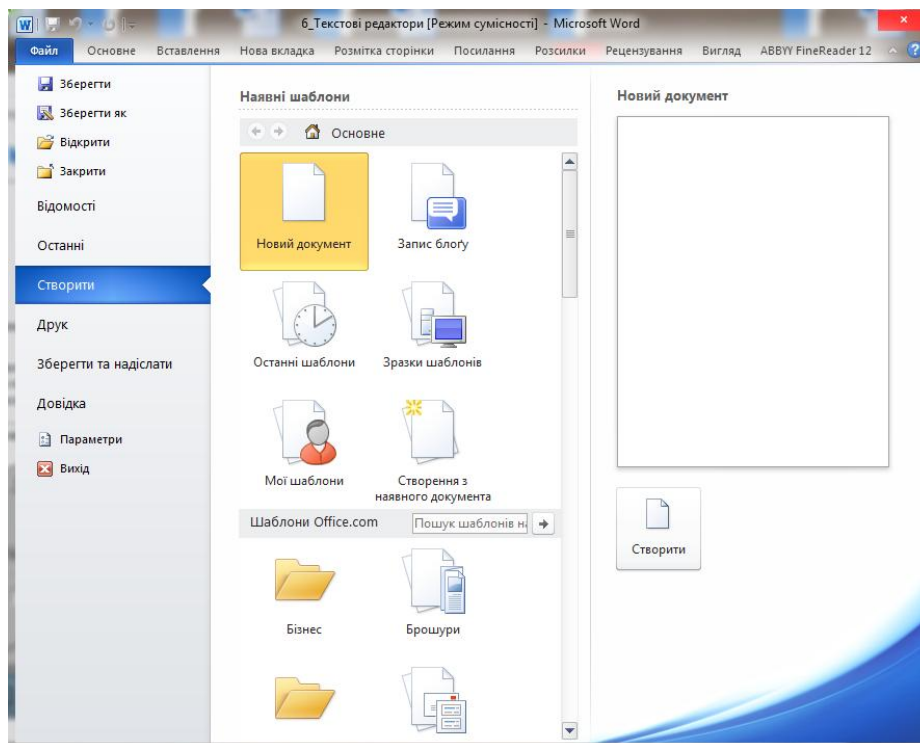 6_Текстові редактори [Режим сумісності] - Microsoft Word
Файл Основне Вставлення Нова вкладка Розмітка сторінки Посилання Розсилки Рецензування Вигляд ABBYY FineReader 12
Зберегти
Зберегти як
Відкрити
Закрити
Відомості
Останні
Створити
Друк
Зберегти та надіслати
Довідка
Параметри
Вихід
Наявні шаблони
Основне
Новий документ
Запис блоґу
Останні шаблони
Зразки шаблонів
Мої шаблони
Створення з
наявного документа
Шаблони Office.com
Пошук шаблонів на
Бізнес
Брошури
Новий документ
Створити